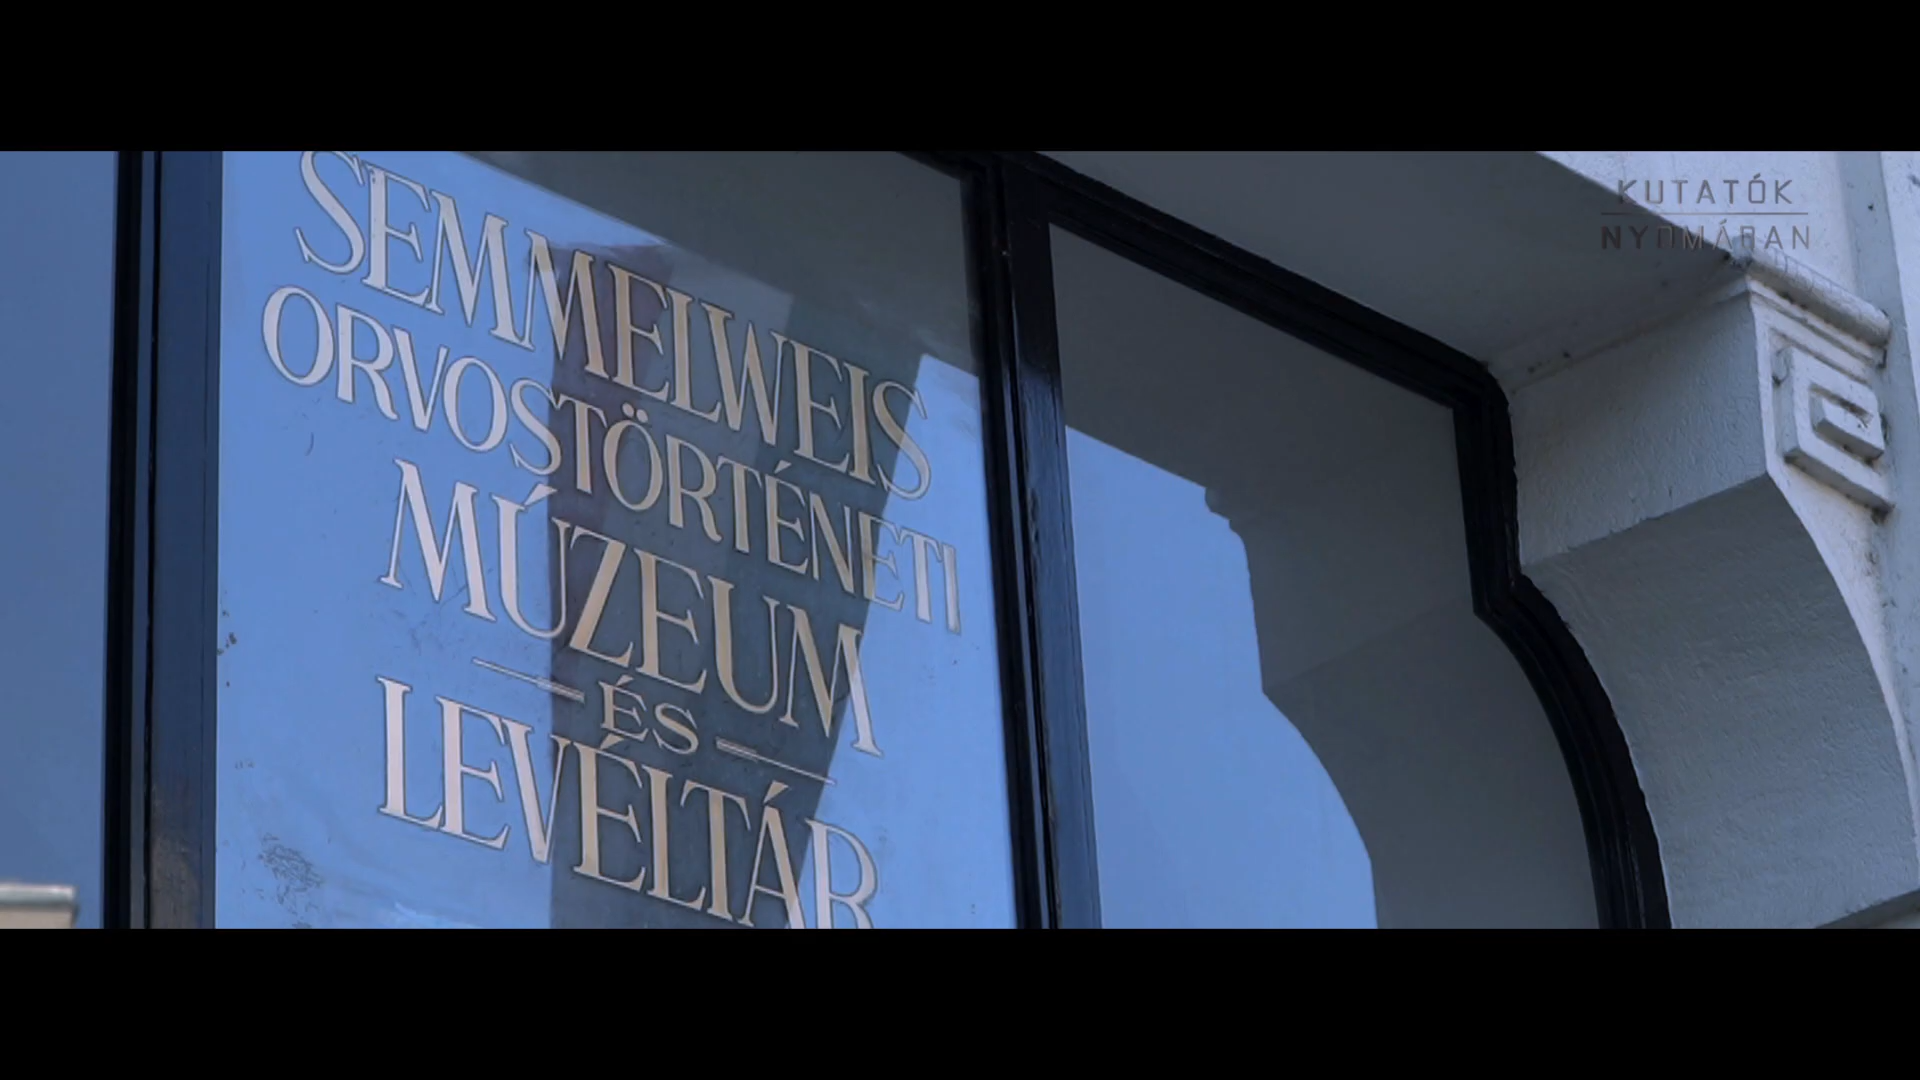 SEMMELWEIS
ORVOSTÖRTÉNETI
MÚZEUM
ÉS
LEVÉLTÁR
KUTATÓK
NYOMÁBAN